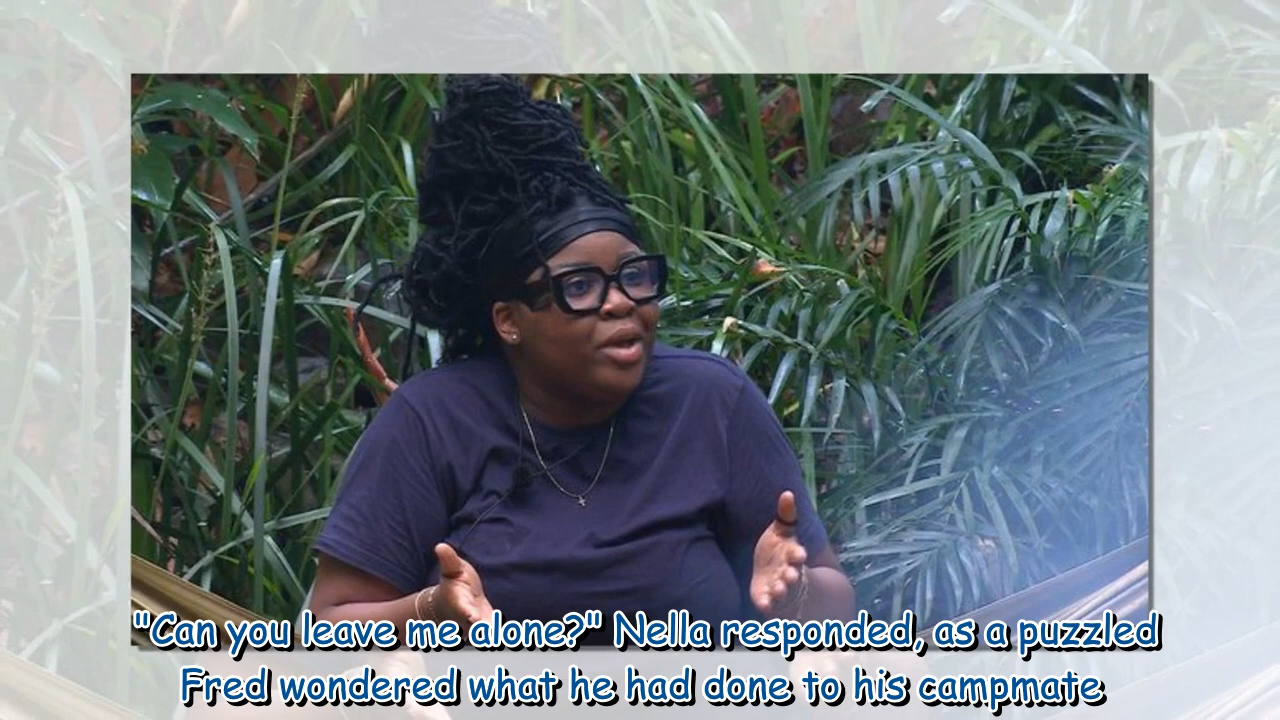 "Can you leave me alone?" Nella responded, as a puzzled
Fred wondered what he had done to his campmate